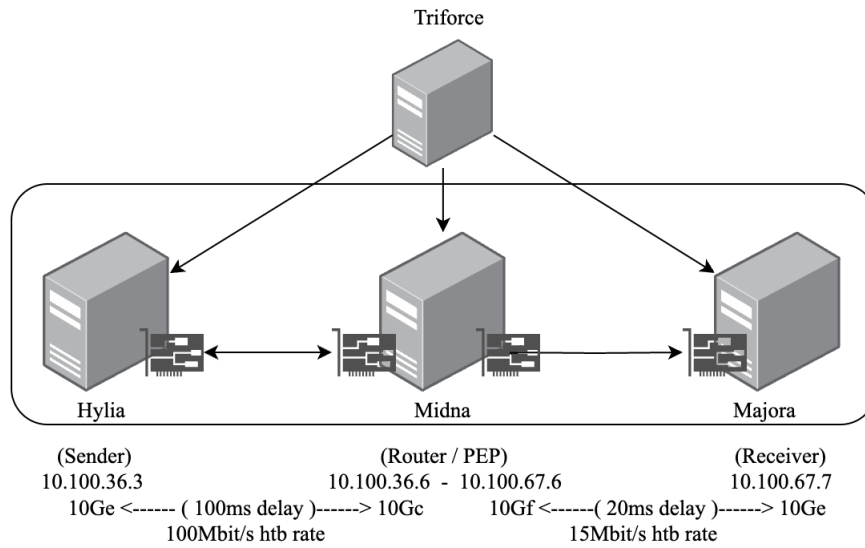 Triforce
Hylia Midna Majora
(Sender) (Router / PEP) (Receiver)
10.100.36.3 10.100.36.6 - 10.100.67.6 10.100.67.7
10Ge <------ ( 100ms delay )------> 10Gc 10Gf <------( 20ms delay )------> 10Ge
100Mbit/s htb rate 15Mbit/s htb rate